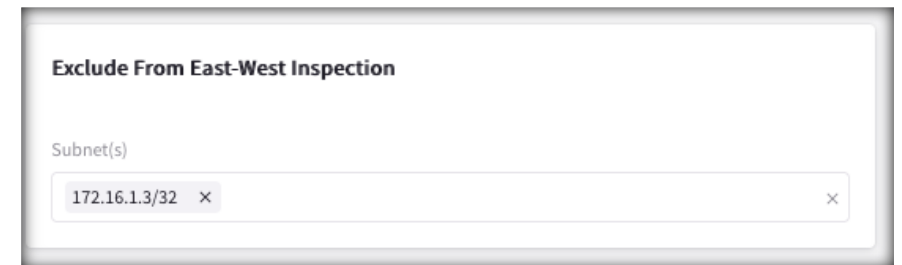 Exclude From East-West Inspection
Subnet(s)
172.16.1.3/32 ×